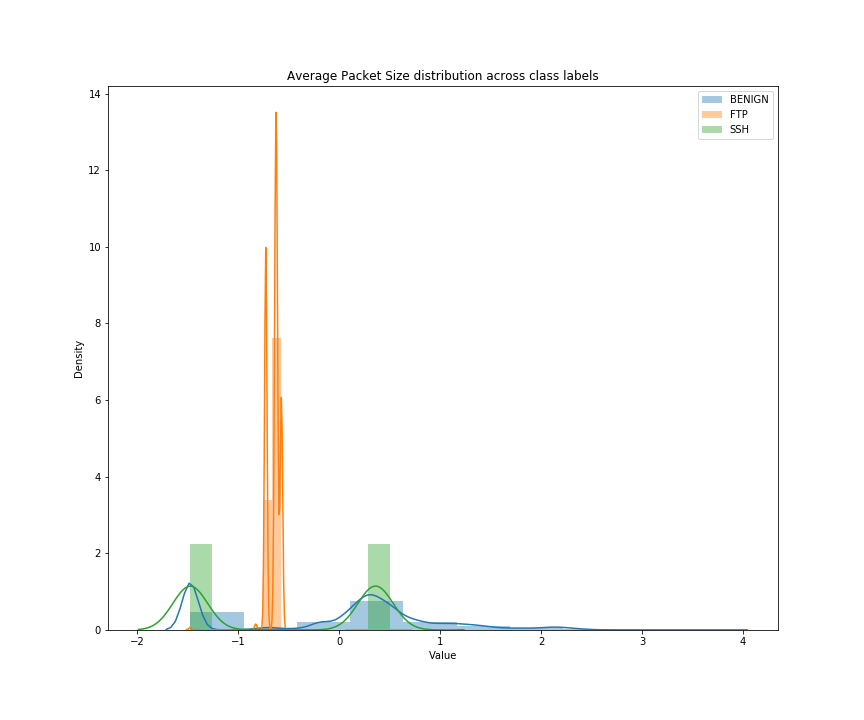 Average Packet Size distribution across class labels
14
12
10
8
6
4
2
0
Density
BENIGN
FTP
SSH
−2
−1
0
1
2
3
4
Value